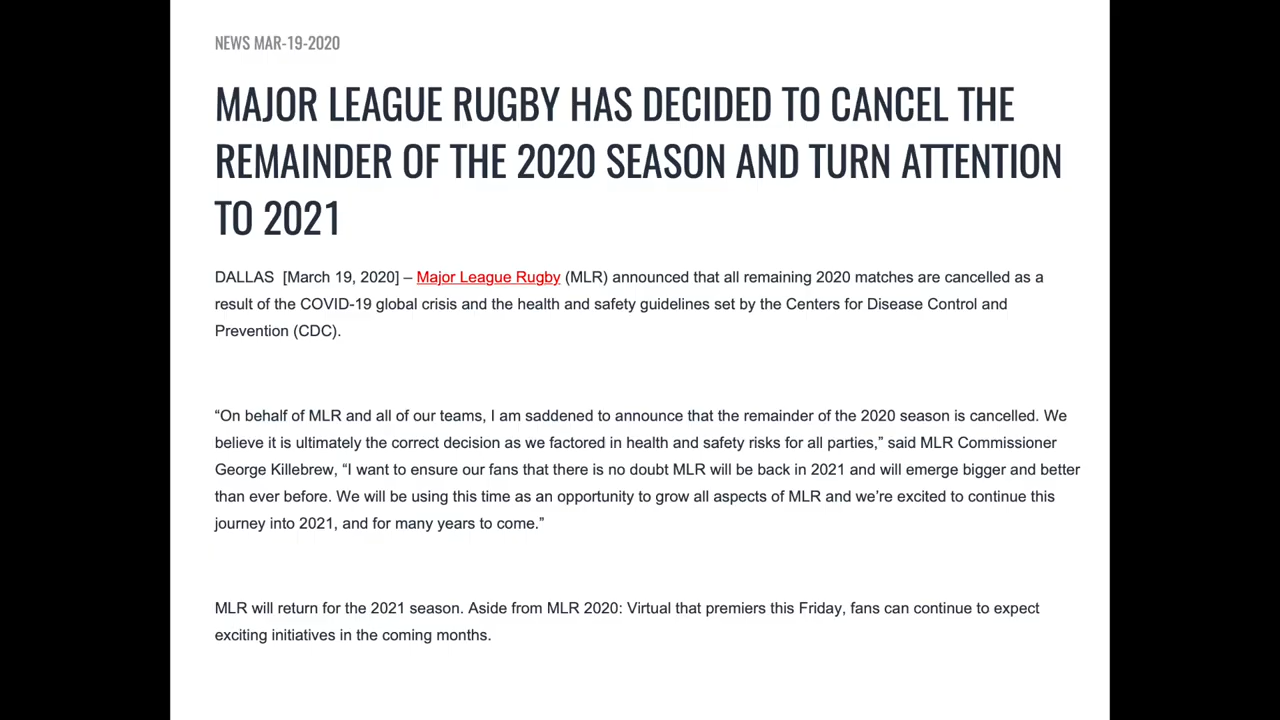 NEWS MAR-19-2020
MAJOR LEAGUE RUGBY HAS DECIDED TO CANCEL THE
REMAINDER OF THE 2020 SEASON AND TURN ATTENTION
TO 2021
DALLAS  [March 19, 2020] – Major League Rugby (MLR) announced that all remaining 2020 matches are cancelled as a
result of the COVID-19 global crisis and the health and safety guidelines set by the Centers for Disease Control and
Prevention (CDC).
“On behalf of MLR and all of our teams, I am saddened to announce that the remainder of the 2020 season is cancelled. We
believe it is ultimately the correct decision as we factored in health and safety risks for all parties,” said MLR Commissioner
George Killebrew, “I want to ensure our fans that there is no doubt MLR will be back in 2021 and will emerge bigger and better
than ever before. We will be using this time as an opportunity to grow all aspects of MLR and we’re excited to continue this
journey into 2021, and for many years to come.”
MLR will return for the 2021 season. Aside from MLR 2020: Virtual that premiers this Friday, fans can continue to expect
exciting initiatives in the coming months.